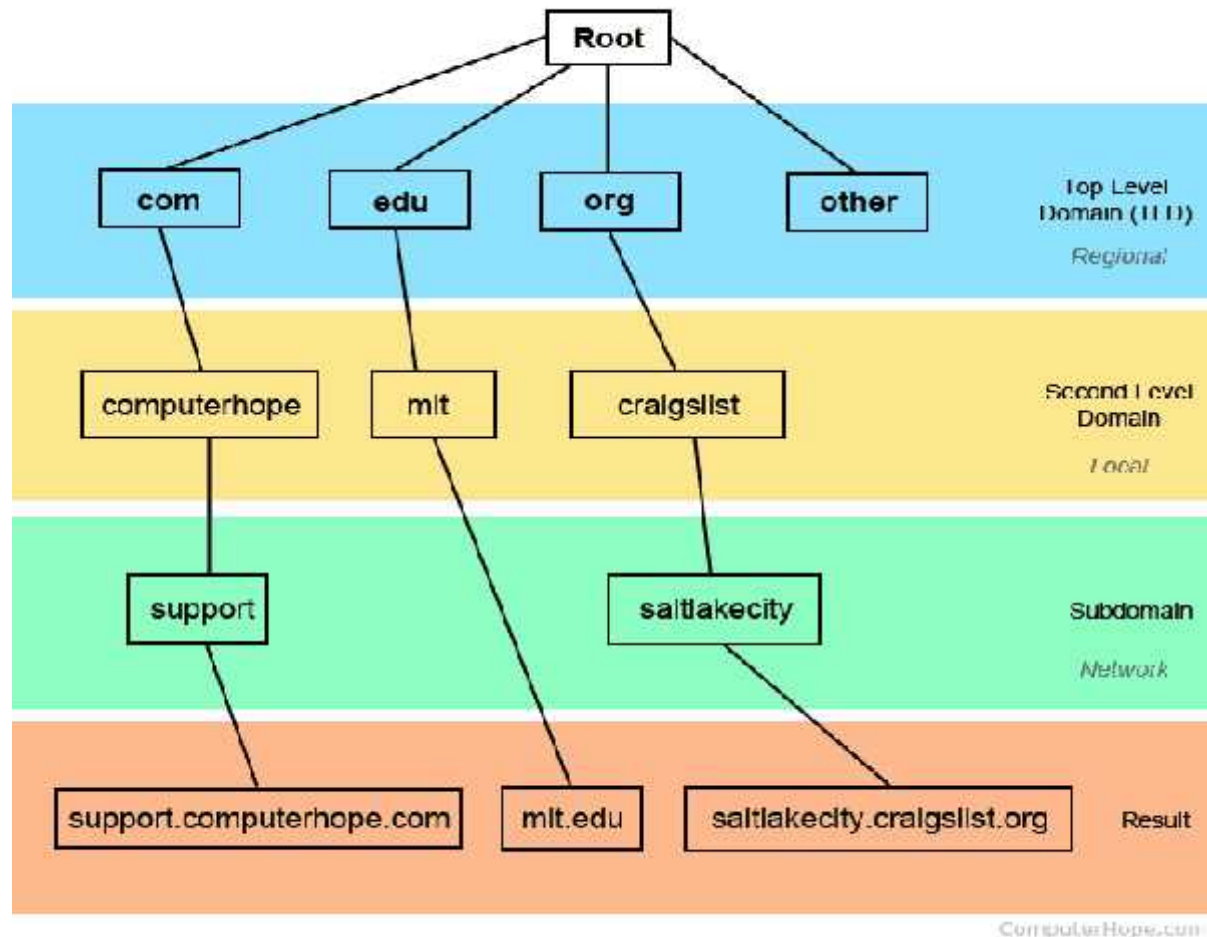 Root
com
edu
org
other
Top Level
Domain (TLD)
Regional
computerhope
mit
craigslist
Second Level
Domain
Local
support
saltlakecity
Subdomain
Network
support.computerhope.com
mit.edu
saltlakecity.craigslist.org
Result
ComputerHope.com